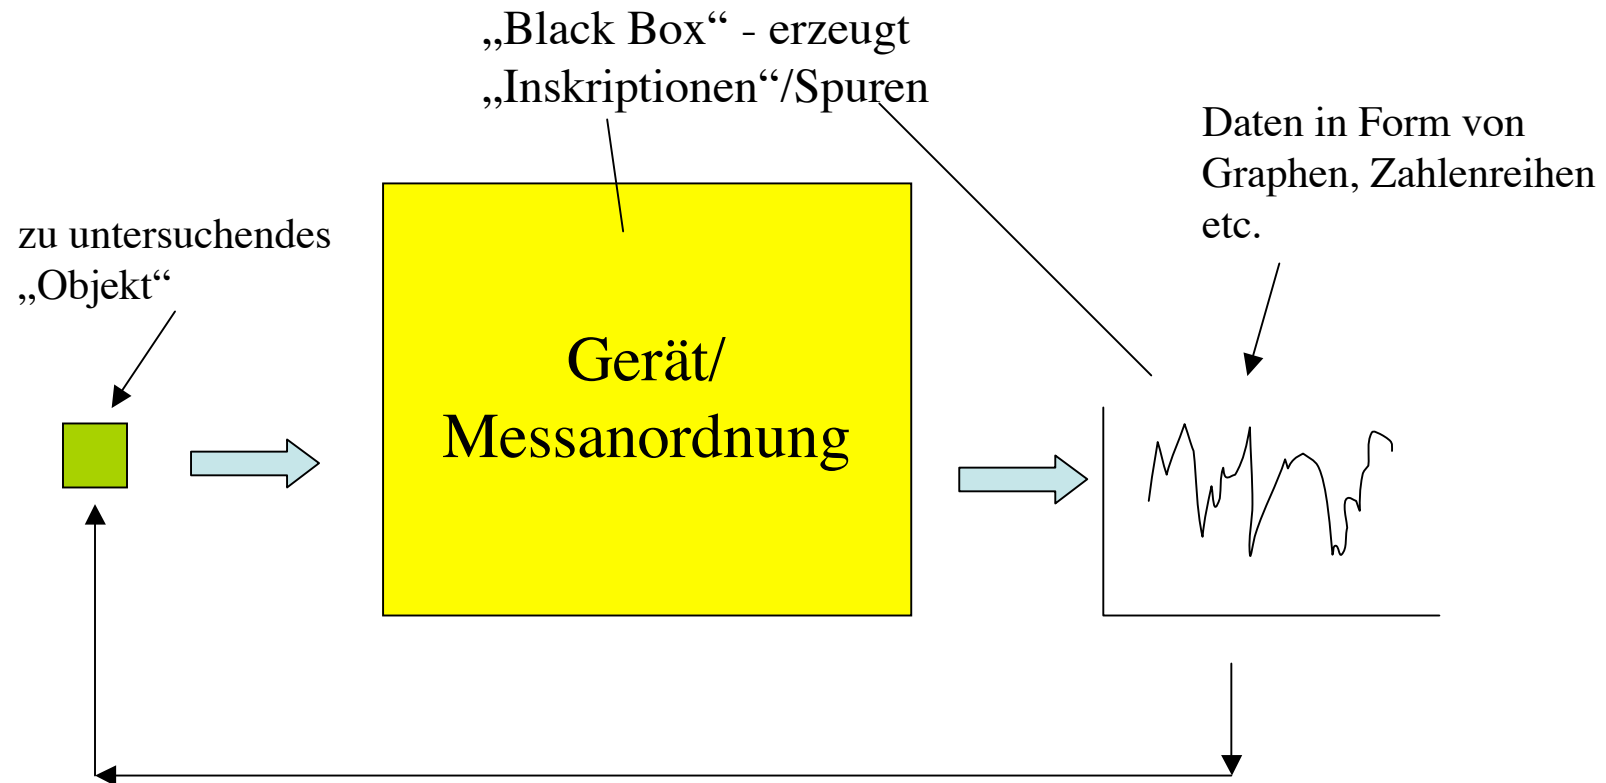 „Black Box“ - erzeugt
„Inskriptionen“/Spuren
Daten in Form von
Graphen, Zahlenreihen
etc.
zu untersuchendes
„Objekt“
Gerät/
Messanordnung